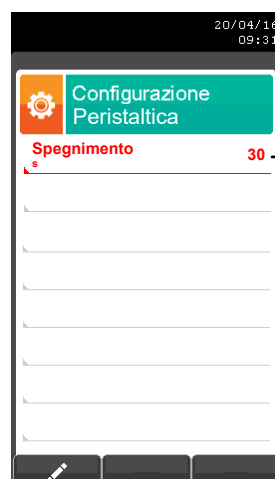 20/04/16
09:31
Configurazione
Peristaltica
Spegnimento 30
s